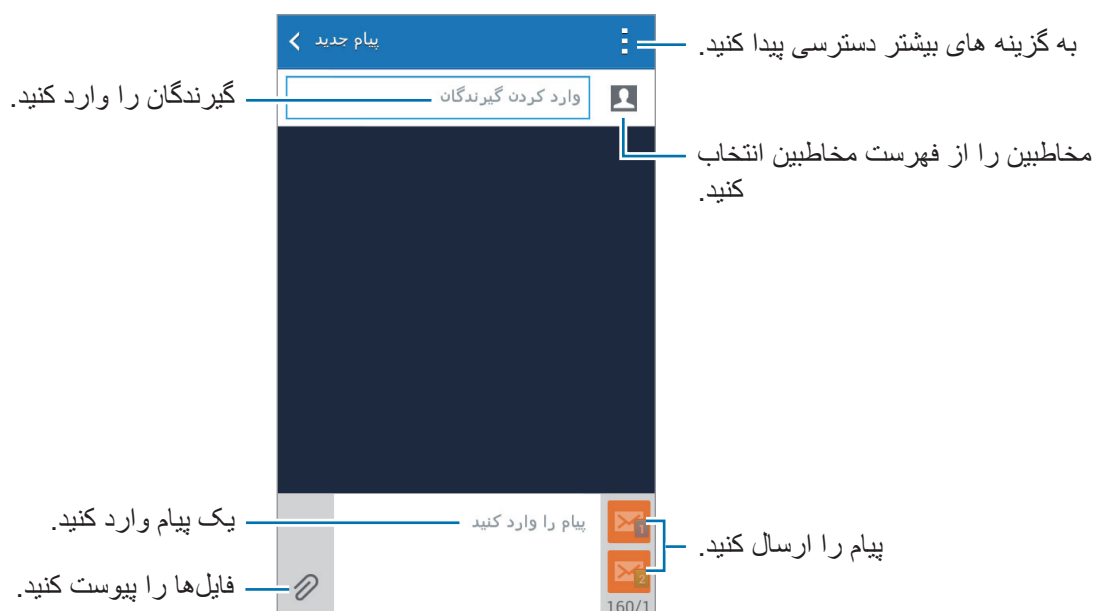 به گزینه های بیشتر دسترسی پیدا کنید.
پیام جدید
گیرندگان را وارد کنید.
وارد کردن گیرندگان
مخاطبین را از فهرست مخاطبین انتخاب
کنید.
یک پیام وارد کنید.
پیام را وارد کنید
1
پیام را ارسال کنید.
2
فایل‌ها را پیوست کنید.
160/1